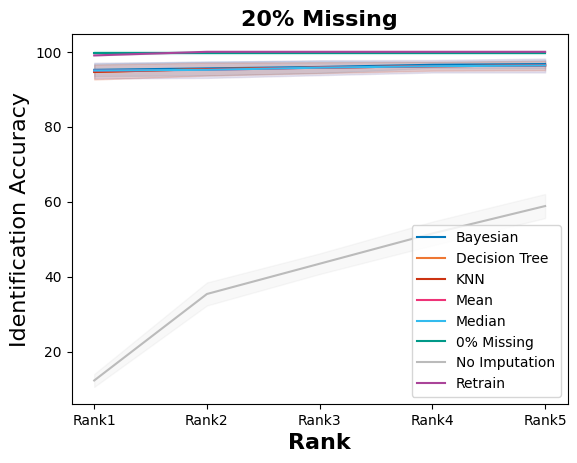 20% Missing
Identification Accuracy
100
80
60
40
20
Bayesian
Decision Tree
KNN
Mean
Median
0% Missing
No Imputation
Retrain
Rank1 Rank2 Rank3 Rank4 Rank5
Rank